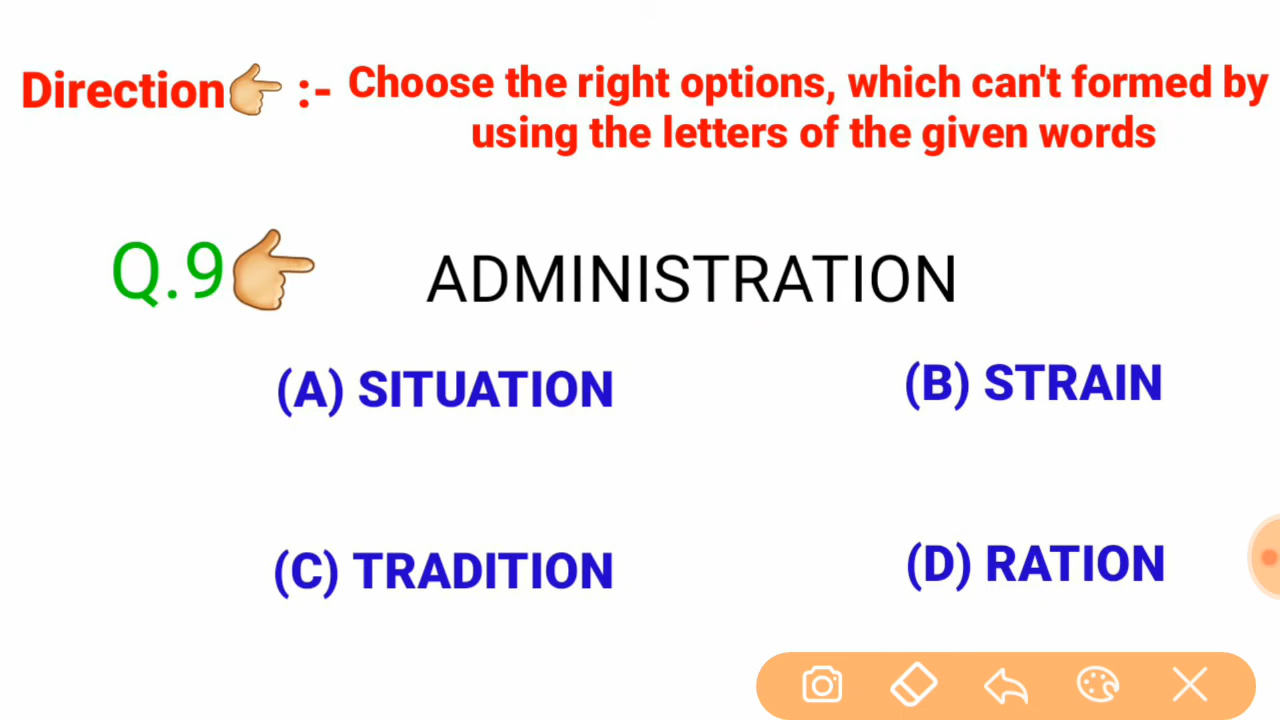 Direction👉 :- Choose the right options, which can't formed by
using the letters of the given words
Q.9👉 ADMINISTRATION
(A) SITUATION (B) STRAIN
(C) TRADITION (D) RATION